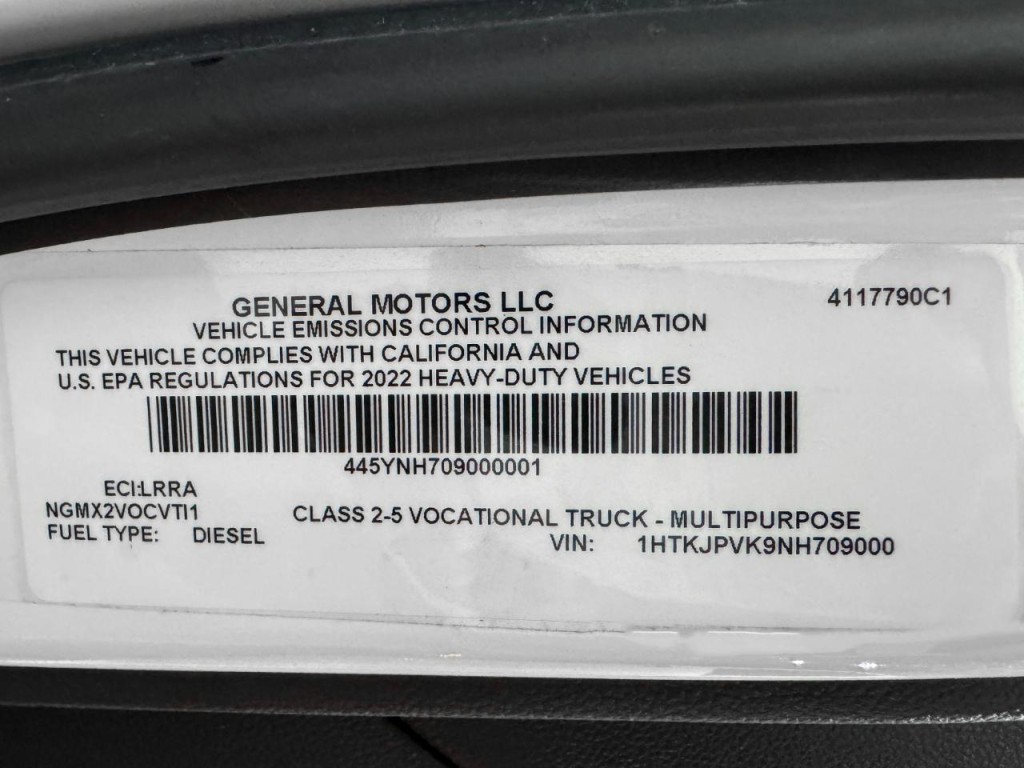 GENERAL MOTORS LLC
4117790C1
VEHICLE EMISSIONS CONTROL INFORMATION
THIS VEHICLE COMPLIES WITH CALIFORNIA AND
U.S. EPA REGULATIONS FOR 2022 HEAVY-DUTY VEHICLES
445YNH709000001
ECI:LRRA
NGMX2VOCVTI1
CLASS 2-5 VOCATIONAL TRUCK - MULTIPURPOSE
FUEL TYPE: DIESEL
VIN: 1HTKJPVK9NH709000